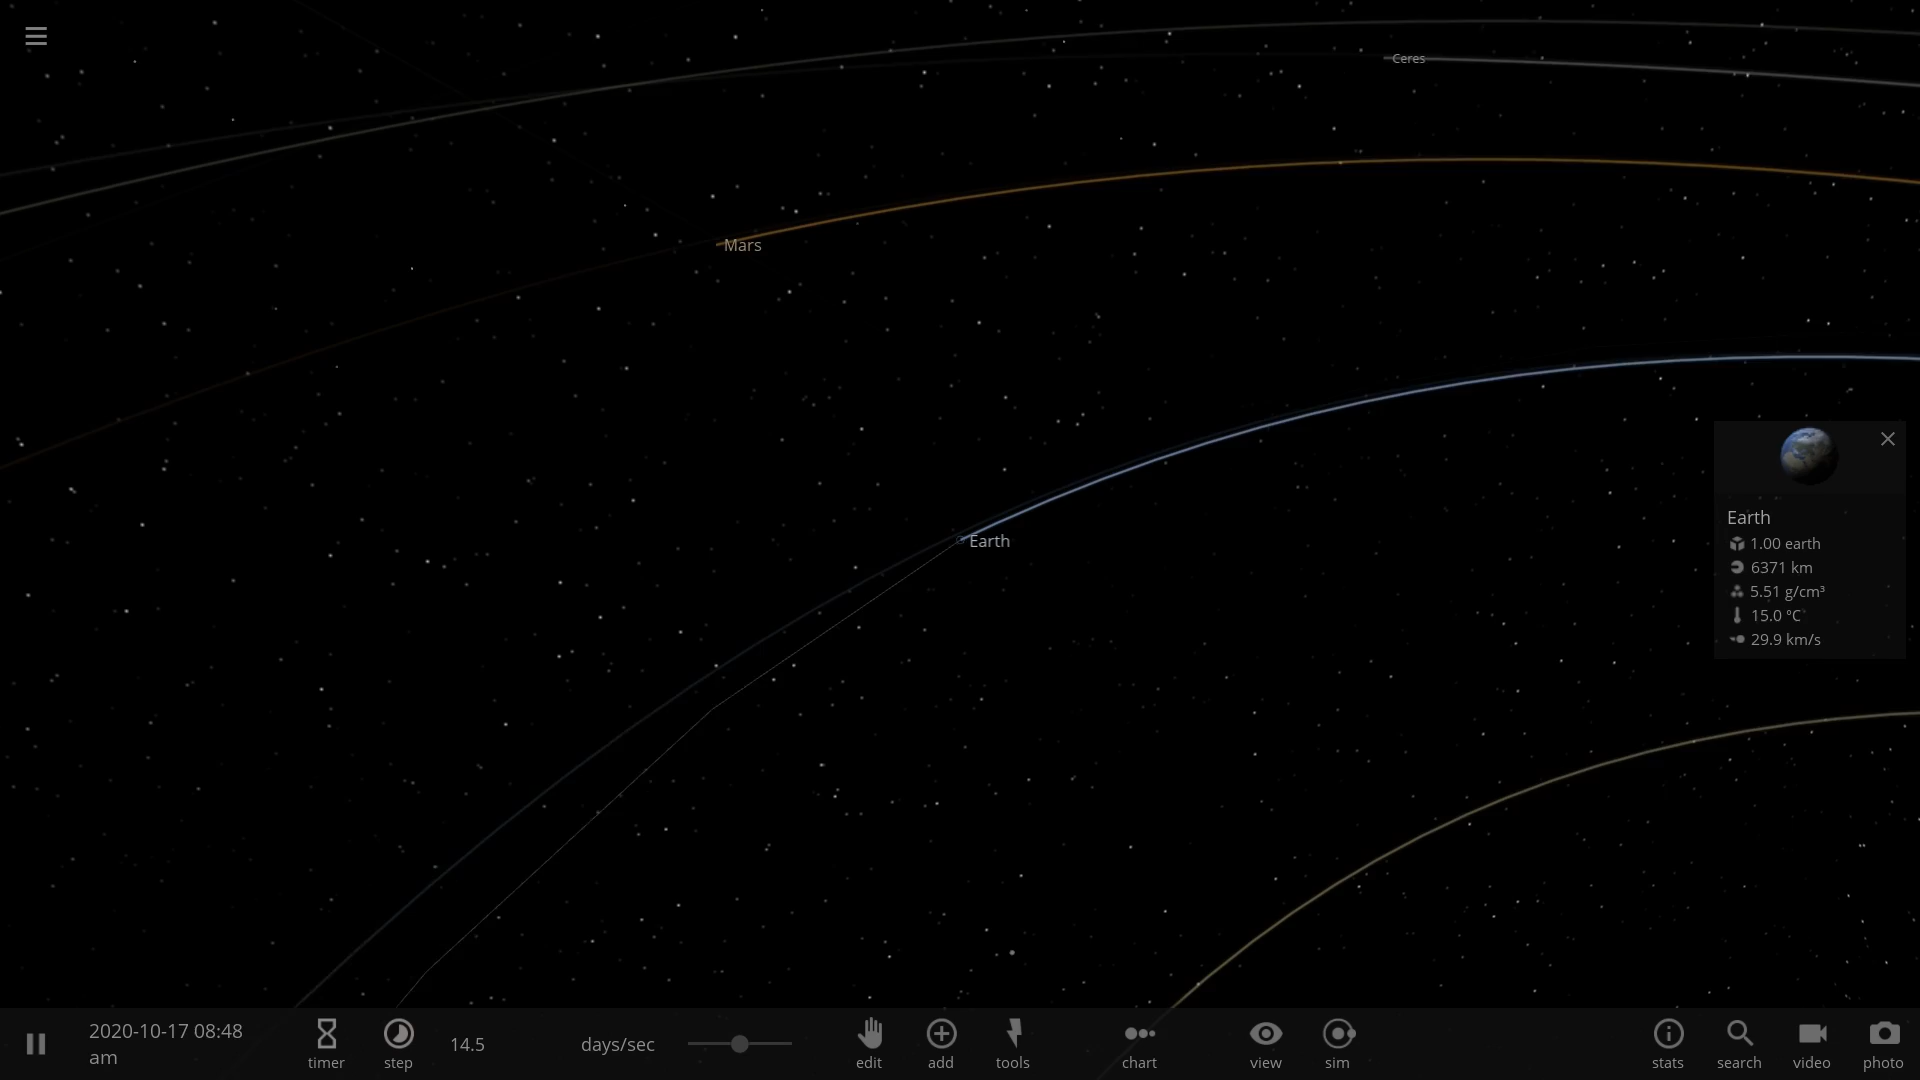 Ceres
Mars
Earth
Earth
1.00 earth
6371 km
5.51 g/cm³
15.0 °C
29.9 km/s
2020-10-17 08:48
am
timer
step
14.5
days/sec
edit
add
tools
chart
view
sim
stats
search
video
photo